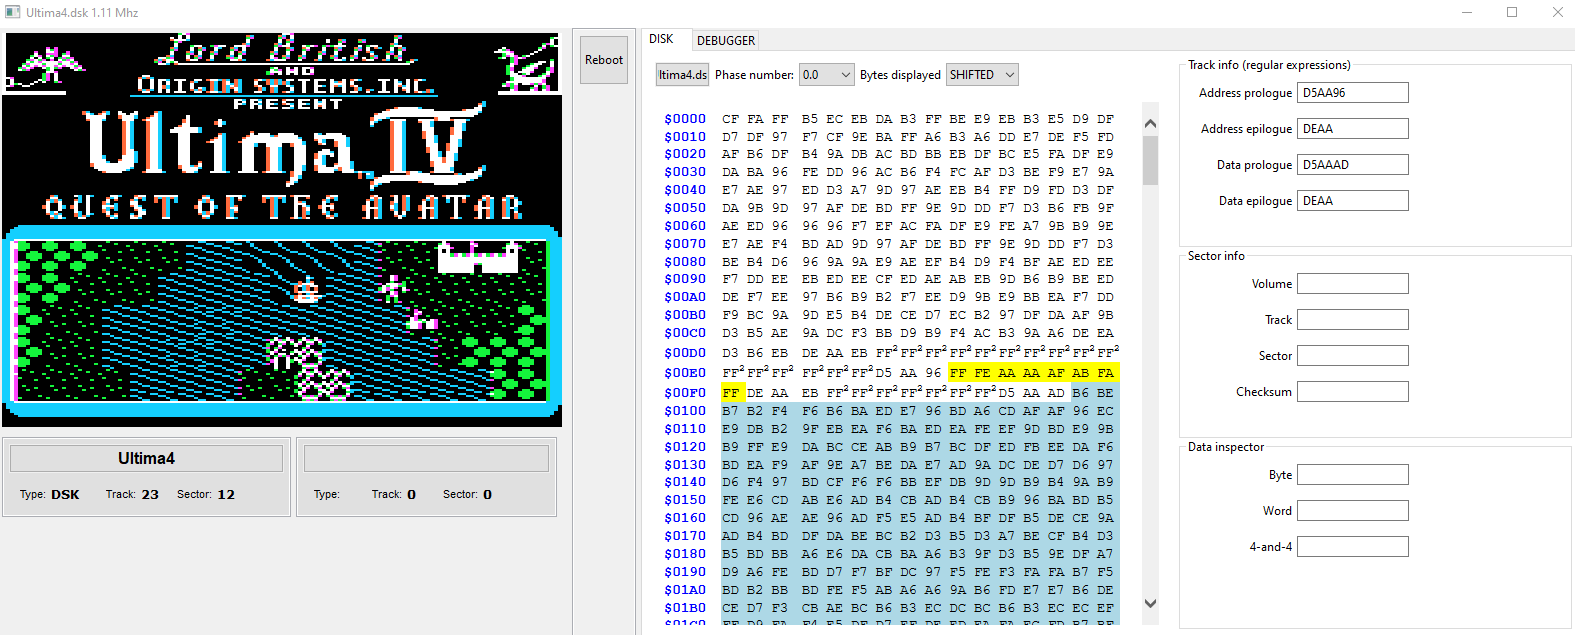 Ultima4.dsk 1.11 Mhz
Lord British
AND
ORIGIN SYSTEMS, INC.
PRESENT
Ultima IV
QUEST OF THE AVATAR
Ultima4
Type: DSK Track: 23 Sector: 12
Type: Track: 0 Sector: 0
Reboot
DISK DEBUGGER
ltima4.ds Phase number: 0.0 Bytes displayed SHIFTED
$0000 CF FA FF B5 EC EB DA B3 FF BE E9 EB B3 E5 D9 DF
$0010 D7 DF 97 F7 CF 9E BA FF A6 B3 A6 DD E7 DE F5 FD
$0020 AF B6 DF B4 9A DB AC BD BB EB DF BC E5 FA DF E9
$0030 DA BA 96 FE DD 96 AC B6 F4 FC AF D3 BE F9 E7 9A
$0040 E7 AE 97 ED D3 A7 9D 97 AE EB B4 FF D9 FD D3 DF
$0050 DA 9B 9D 97 AF DE BD FF 9E 9D DD F7 D3 B6 FB 9F
$0060 AE ED 96 96 96 F7 EF AC FA DF E9 FE A7 9B B9 9E
$0070 E7 AE F4 BD AD 9D 97 AF DE BD FF 9E 9D DD F7 D3
$0080 BE B4 D6 96 9A 9A E9 AE EF B4 D9 F4 BF AE ED EE
$0090 F7 DD EE EB ED EE CF ED AE AB EB 9D B6 B9 BE ED
$00A0 DE F7 EE 97 B6 B9 B2 F7 EE D9 9B E9 BB EA F7 DD
$00B0 F9 BC 9A 9D E5 B4 DE CE D7 EC B2 97 DF DA AF 9B
$00C0 D3 B5 AE 9A DC F3 BB D9 B9 F4 AC B3 9A A6 DE EA
$00D0 D3 B6 EB DE AA EB FF² FF² FF² FF² FF² FF² FF² FF² FF² FF²
$00E0 FF² FF² FF² FF² FF² FF² D5 AA 96 FF FE AA AA AF AB FA
$00F0 FF DE AA EB FF² FF² FF² FF² FF² FF² FF² D5 AA AD B6 BE
$0100 B7 B2 F4 F6 B6 BA ED E7 96 BD A6 CD AF AF 96 EC
$0110 E9 DB B2 9F EB EA F6 BA ED EA FE EF 9D BD E9 9B
$0120 B9 FF E9 DA BC CE AB B9 B7 BC DF ED FB EE DA F6
$0130 BD EA F9 AF 9E A7 BE DA E7 AD 9A DC DE D7 D6 97
$0140 D6 F4 97 BD CF F6 F6 BB EF DB 9D 9D B9 B4 9A B9
$0150 FE E6 CD AB E6 AD B4 CB AD B4 CB B9 96 BA BD B5
$0160 CD 96 AE AE 96 AD F5 E5 AD B4 BF DF B5 DE CE 9A
$0170 AD B4 BD DF DA BE BC B2 D3 B5 D3 A7 BE CF B4 D3
$0180 B5 BD BB A6 E6 DA CB BA A6 B3 9F D3 B5 9E DF A7
$0190 D9 A6 FE BD D7 F7 BF DC 97 F5 FE F3 FA FA B7 F5
$01A0 BD B2 BB BD FE F5 AB A6 A6 9A B6 FD E7 E7 B6 DE
$01B0 CE D7 F3 CB AE BC B6 B3 EC DC BC B6 B3 EC EC EF
Track info (regular expressions)
Address prologue D5AA96
Address epilogue DEAA
Data prologue D5AAAD
Data epilogue DEAA
Sector info
Volume
Track
Sector
Checksum
Data inspector
Byte
Word
4-and-4